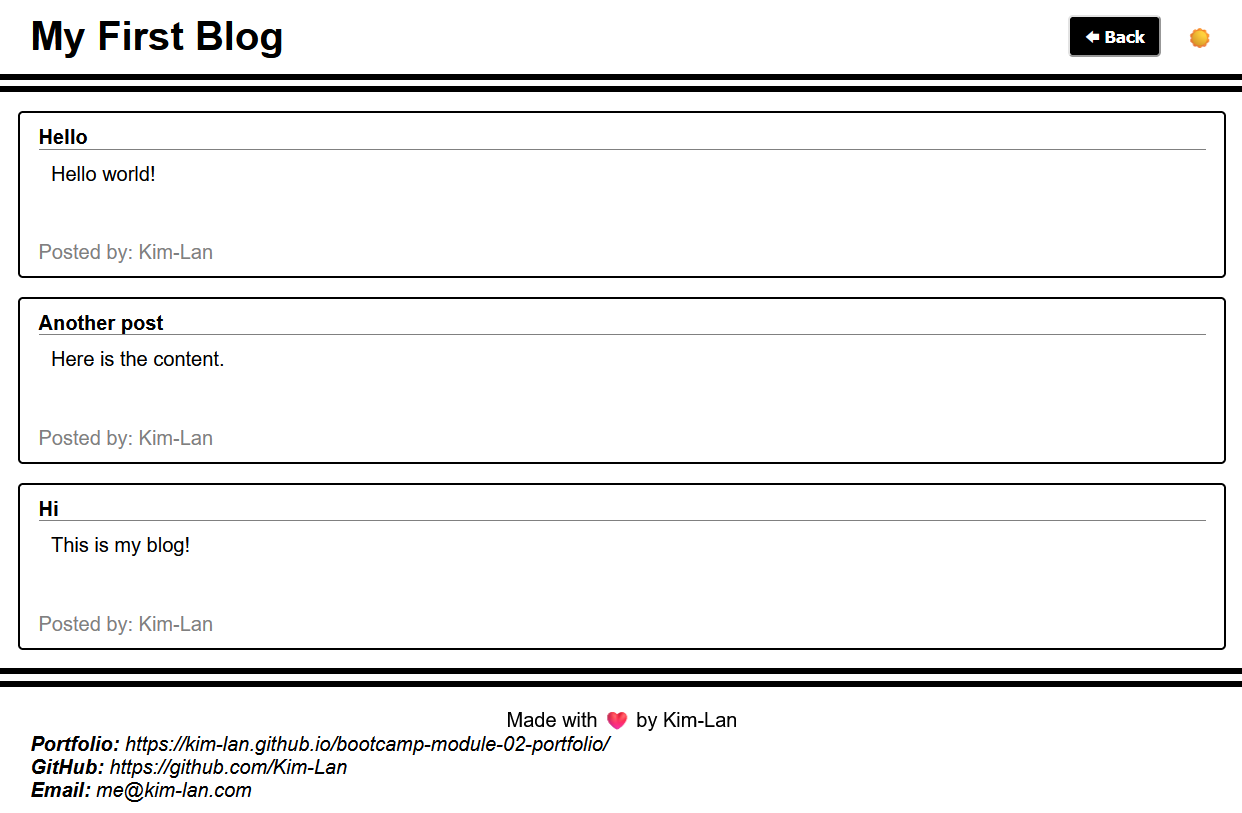 My First Blog
🡄 Back
Hello
Hello world!
Posted by: Kim-Lan
Another post
Here is the content.
Posted by: Kim-Lan
Hi
This is my blog!
Posted by: Kim-Lan
Made with ❤️ by Kim-Lan
Portfolio: https://kim-lan.github.io/bootcamp-module-02-portfolio/
GitHub: https://github.com/Kim-Lan
Email: me@kim-lan.com